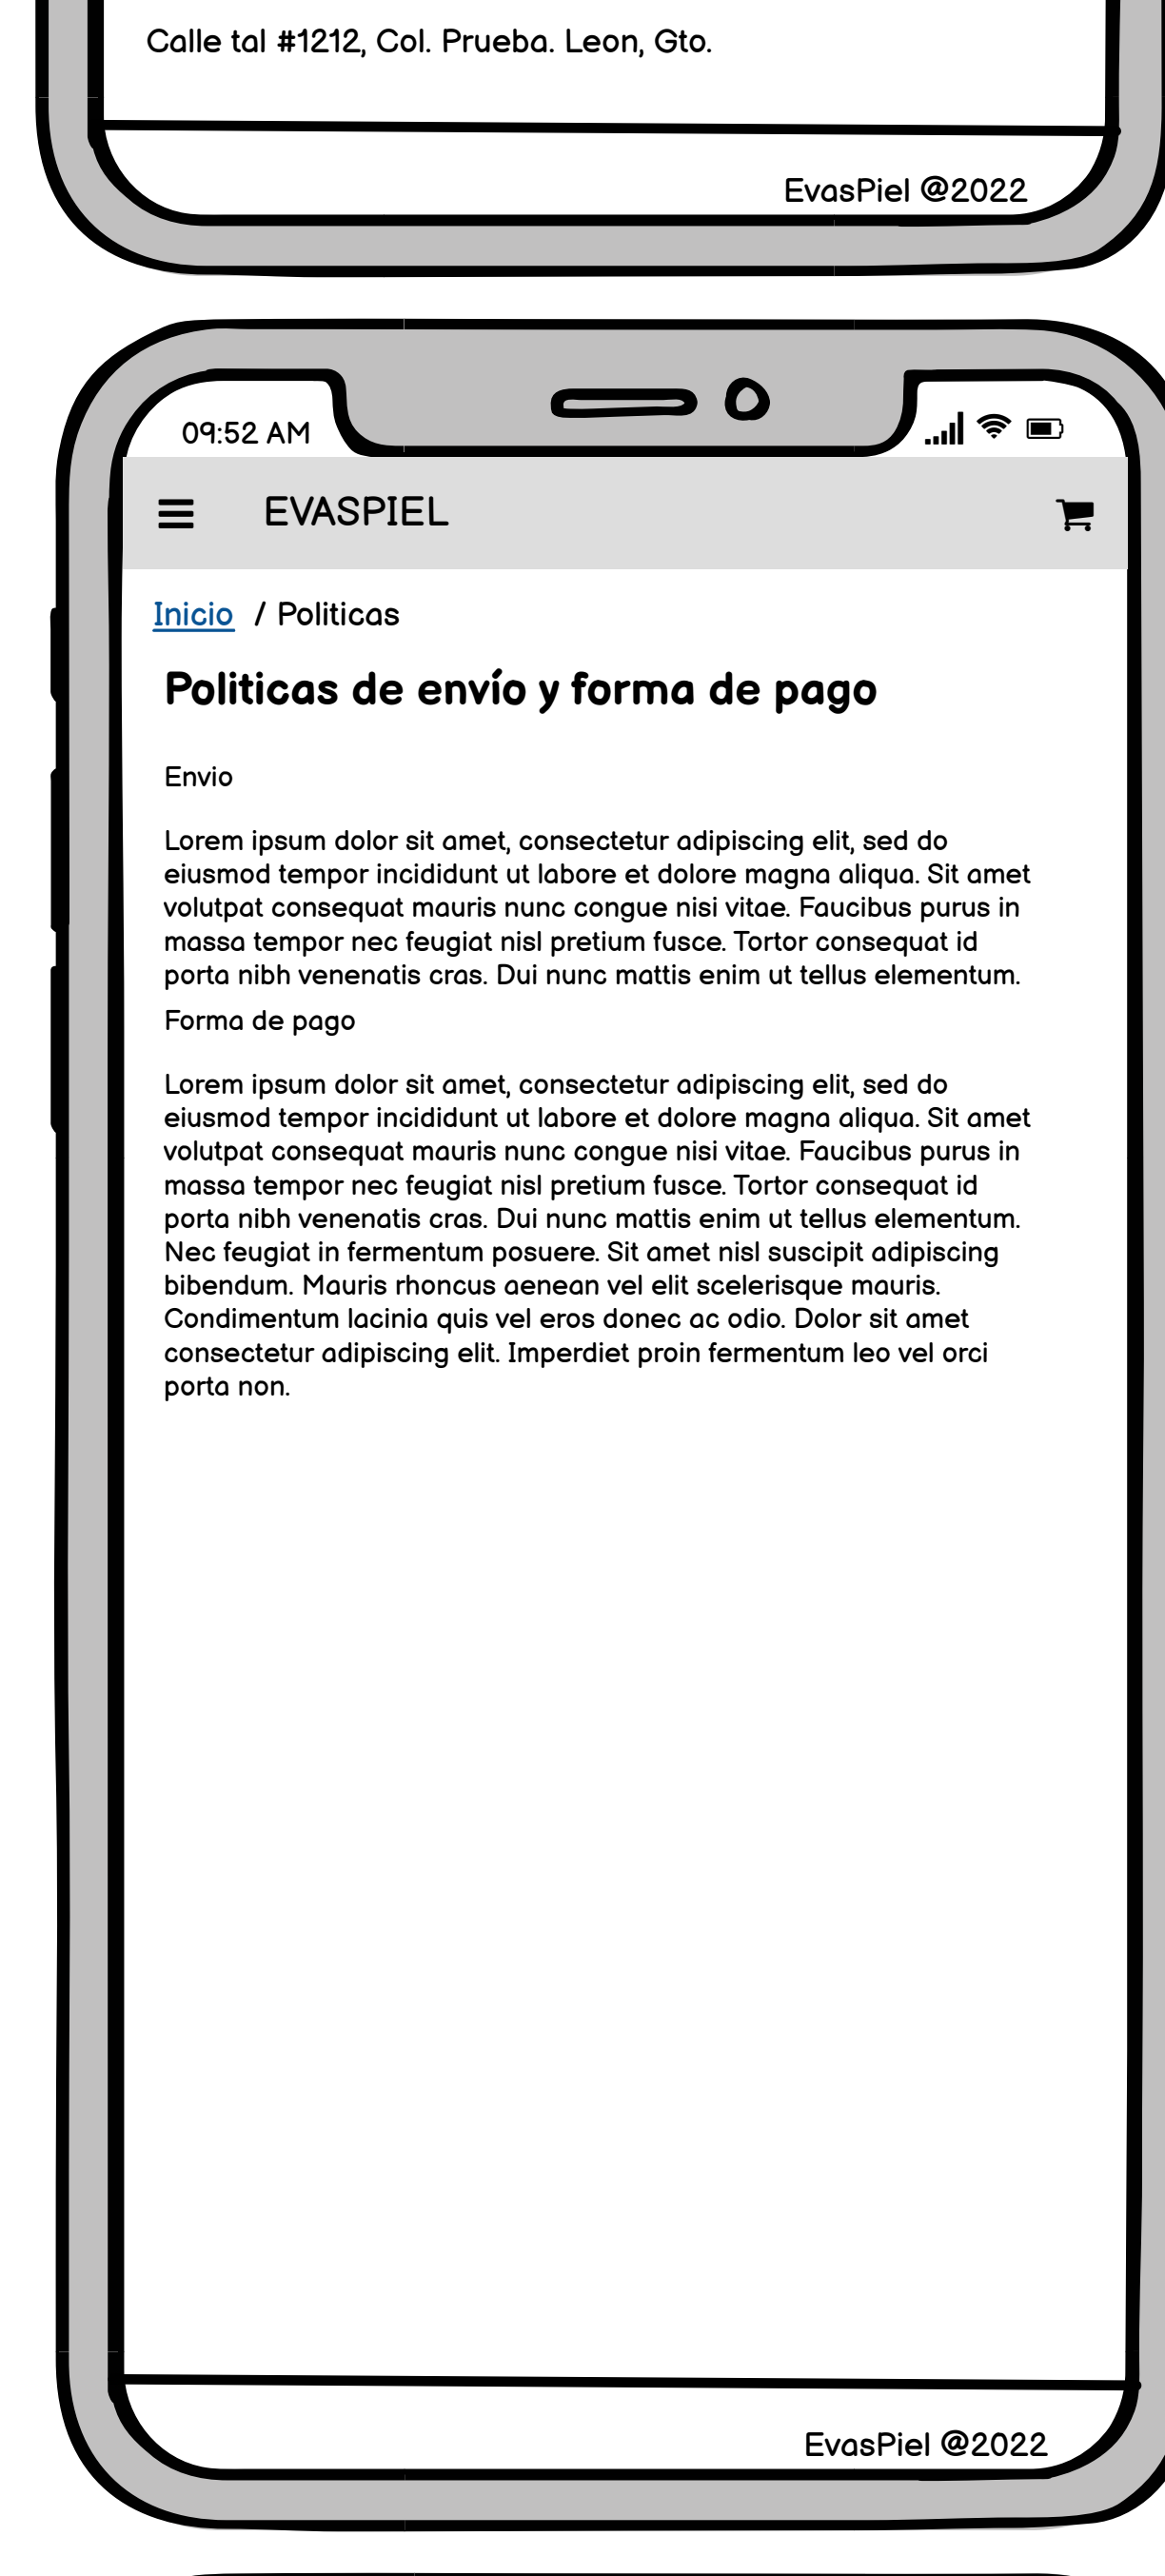 Calle tal #1212, Col. Prueba. Leon, Gto.
EvasPiel @2022
09:52 AM
EVASPIEL
Inicio / Politicas
Politicas de envío y forma de pago
Envio
Lorem ipsum dolor sit amet, consectetur adipiscing elit, sed do
eiusmod tempor incididunt ut labore et dolore magna aliqua. Sit amet
volutpat consequat mauris nunc congue nisi vitae. Faucibus purus in
massa tempor nec feugiat nisl pretium fusce. Tortor consequat id
porta nibh venenatis cras. Dui nunc mattis enim ut tellus elementum.
Forma de pago
Lorem ipsum dolor sit amet, consectetur adipiscing elit, sed do
eiusmod tempor incididunt ut labore et dolore magna aliqua. Sit amet
volutpat consequat mauris nunc congue nisi vitae. Faucibus purus in
massa tempor nec feugiat nisl pretium fusce. Tortor consequat id
porta nibh venenatis cras. Dui nunc mattis enim ut tellus elementum.
Nec feugiat in fermentum posuere. Sit amet nisl suscipit adipiscing
bibendum. Mauris rhoncus aenean vel elit scelerisque mauris.
Condimentum lacinia quis vel eros donec ac odio. Dolor sit amet
consectetur adipiscing elit. Imperdiet proin fermentum leo vel orci
porta non.
EvasPiel @2022